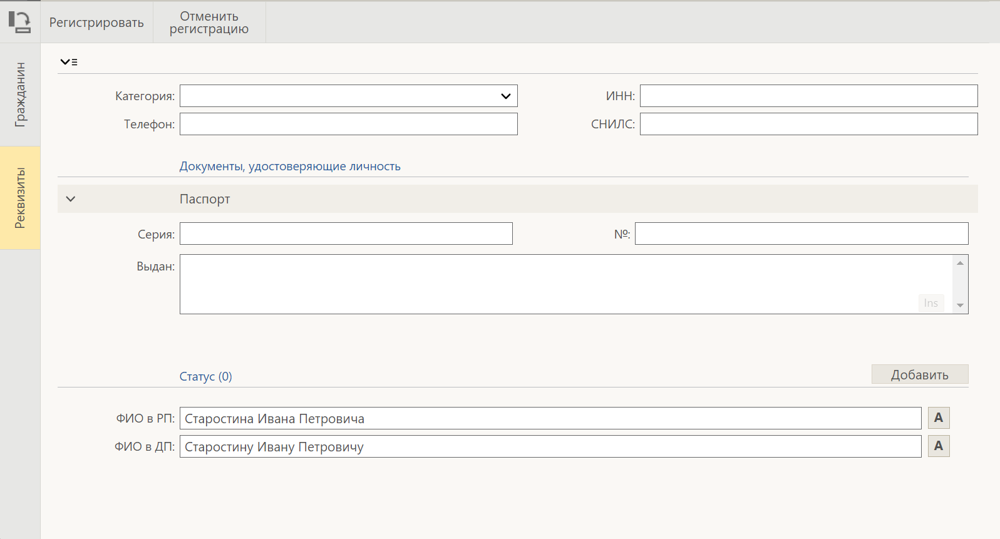 Регистрировать
Отменить
регистрацию
Гражданин
Реквизиты
Категория:
ИНН:
Телефон:
СНИЛС:
Документы, удостоверяющие личность
Паспорт
Серия:
№:
Выдан:
Ins
Статус (0)
Добавить
ФИО в РП: Старостина Ивана Петровича A
ФИО в ДП: Старостину Ивану Петровичу A